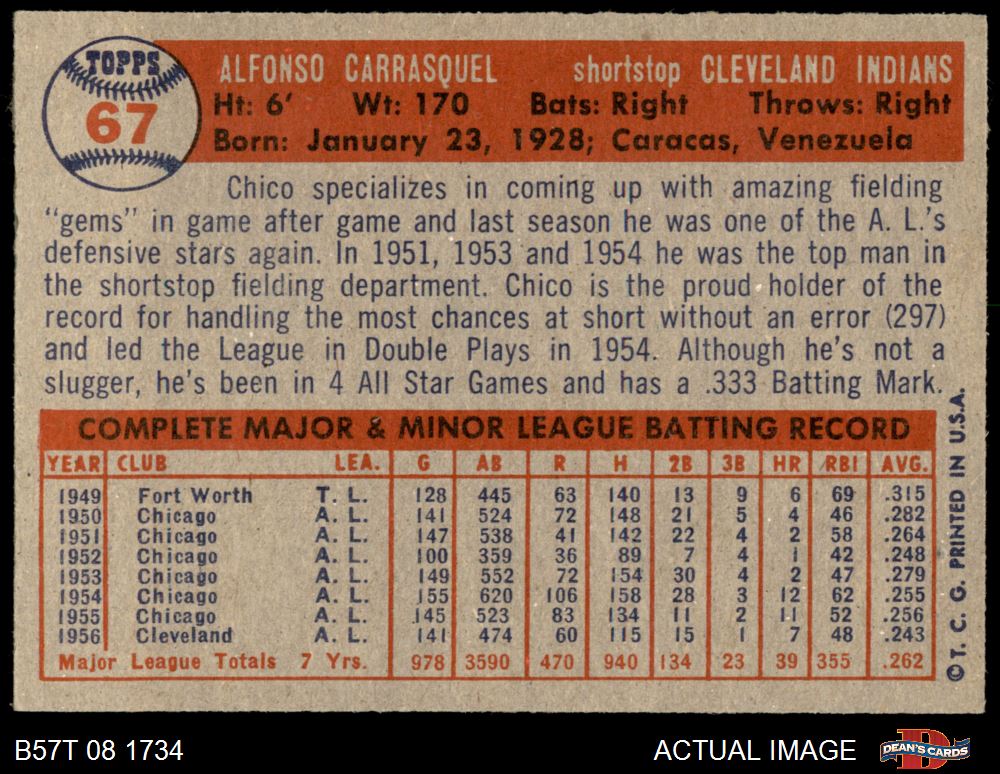 TOPPS
67
ALFONSO CARRASQUEL shortstop CLEVELAND INDIANS
Ht: 6' Wt: 170 Bats: Right Throws: Right
Born: January 23, 1928; Caracas, Venezuela
Chico specializes in coming up with amazing fielding
"gems" in game after game and last season he was one of the A. L.'s
defensive stars again. In 1951, 1953 and 1954 he was the top man in
the shortstop fielding department. Chico is the proud holder of the
record for handling the most chances at short without an error (297)
and led the League in Double Plays in 1954. Although he's not a
slugger, he's been in 4 All Star Games and has a .333 Batting Mark.
COMPLETE MAJOR & MINOR LEAGUE BATTING RECORD
YEAR CLUB LEA. G AB R H 2B 3B HR RBI AVG.
1949 Fort Worth T. L. 128 445 63 140 13 9 6 69 .315
1950 Chicago A. L. 141 524 72 148 21 5 4 46 .282
1951 Chicago A. L. 147 538 41 142 22 4 2 58 .264
1952 Chicago A. L. 100 359 36 89 7 4 1 42 .248
1953 Chicago A. L. 149 552 72 154 30 4 2 47 .279
1954 Chicago A. L. 155 620 106 158 28 3 12 62 .255
1955 Chicago A. L. 145 523 83 134 11 2 11 52 .256
1956 Cleveland A. L. 141 474 60 115 15 1 7 48 .243
Major League Totals 7 Yrs. 978 3590 470 940 134 23 39 355 .262
© T. C. G. PRINTED IN U.S.A.
B57T 08 1734 ACTUAL IMAGE DEAN'S CARDS